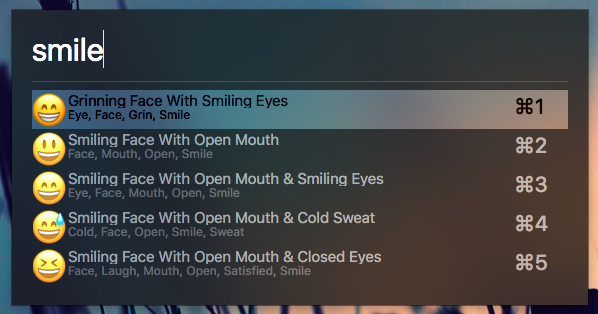 smile
Grinning Face With Smiling Eyes
Eye, Face, Grin, Smile
⌘1
Smiling Face With Open Mouth
Face, Mouth, Open, Smile
⌘2
Smiling Face With Open Mouth & Smiling Eyes
Eye, Face, Mouth, Open, Smile
⌘3
Smiling Face With Open Mouth & Cold Sweat
Cold, Face, Open, Smile, Sweat
⌘4
Smiling Face With Open Mouth & Closed Eyes
Face, Laugh, Mouth, Open, Satisfied, Smile
⌘5